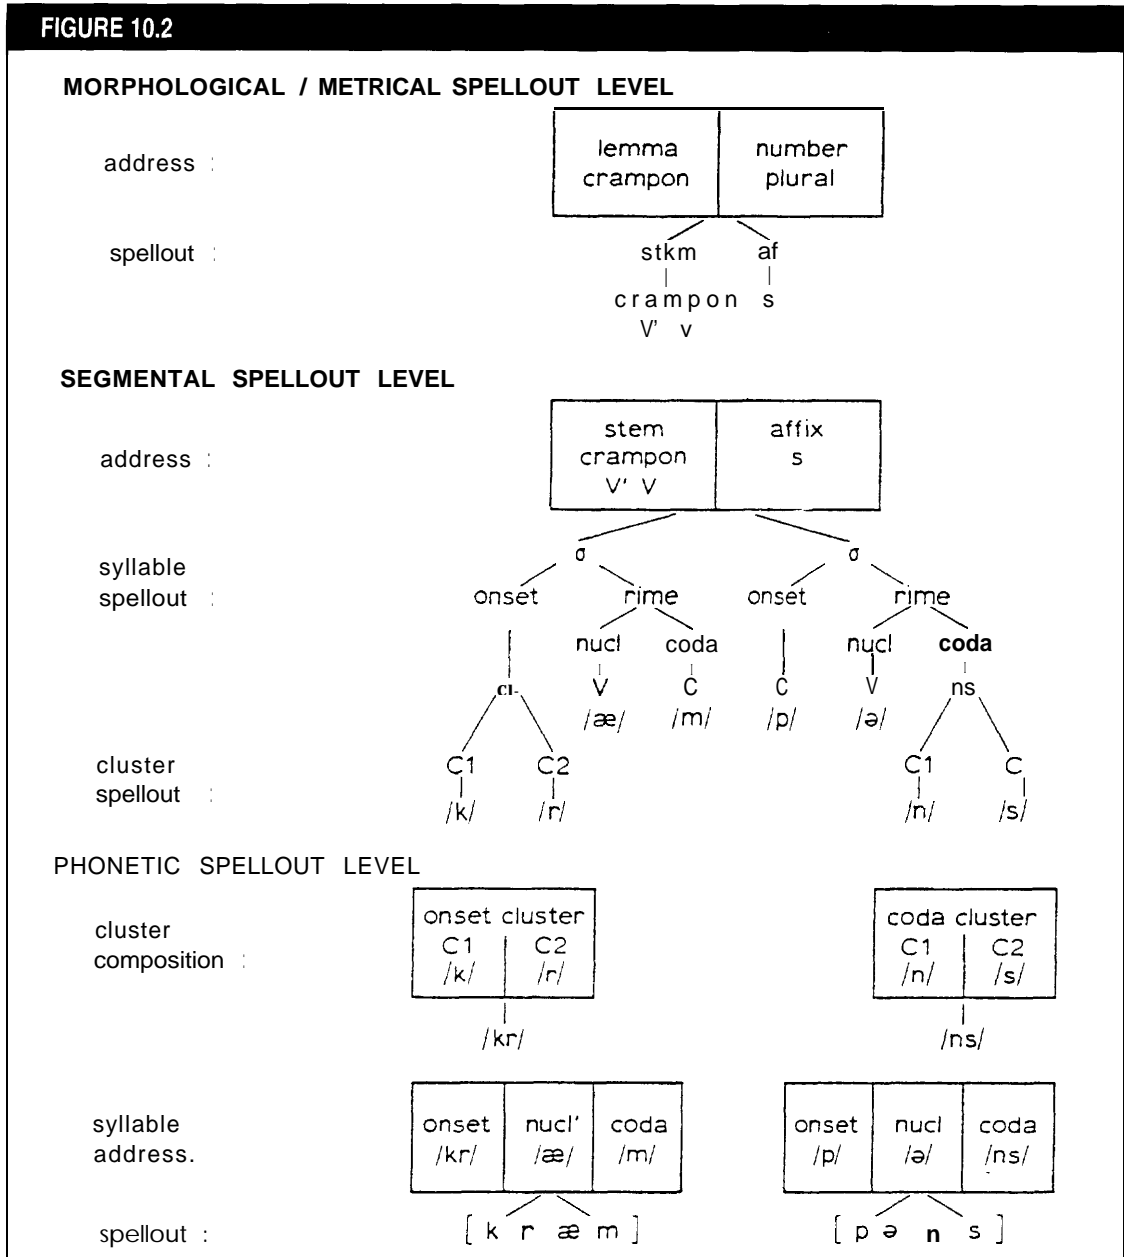 FIGURE 10.2
MORPHOLOGICAL / METRICAL SPELLOUT LEVEL
lemma number
address : crampon plural
spellout : stkm af
crampon s
V' v
SEGMENTAL SPELLOUT LEVEL
stem affix
address : crampon s
V' V
σ σ
syllable
spellout : onset rime onset rime
nucl coda nucl coda
V C C V ns
/æ/ /m/ /p/ /ə/
cluster C1 C2 C1 C
spellout : /k/ /r/ /n/ /s/
PHONETIC SPELLOUT LEVEL
onset cluster coda cluster
cluster C1 C2 C1 C2
composition : /k/ /r/ /n/ /s/
/kr/ /ns/
syllable onset nucl' coda onset nucl coda
address. /kr/ /æ/ /m/ /p/ /ə/ /ns/
spellout : [ k r æ m ] [ p ə n s ]